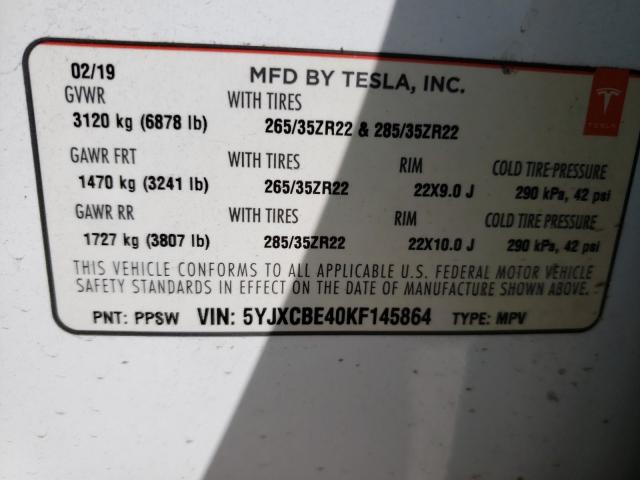 02/19 MFD BY TESLA, INC.
GVWR WITH TIRES
3120 kg (6878 lb) 265/35ZR22 & 285/35ZR22
TESLA
GAWR FRT WITH TIRES RIM COLD TIRE PRESSURE
1470 kg (3241 lb) 265/35ZR22 22X9.0 J 290 kPa, 42 psi
GAWR RR WITH TIRES RIM COLD TIRE PRESSURE
1727 kg (3807 lb) 285/35ZR22 22X10.0 J 290 kPa, 42 psi
THIS VEHICLE CONFORMS TO ALL APPLICABLE U.S. FEDERAL MOTOR VEHICLE
SAFETY STANDARDS IN EFFECT ON THE DATE OF MANUFACTURE SHOWN ABOVE.
PNT: PPSW VIN: 5YJXCBE40KF145864 TYPE: MPV